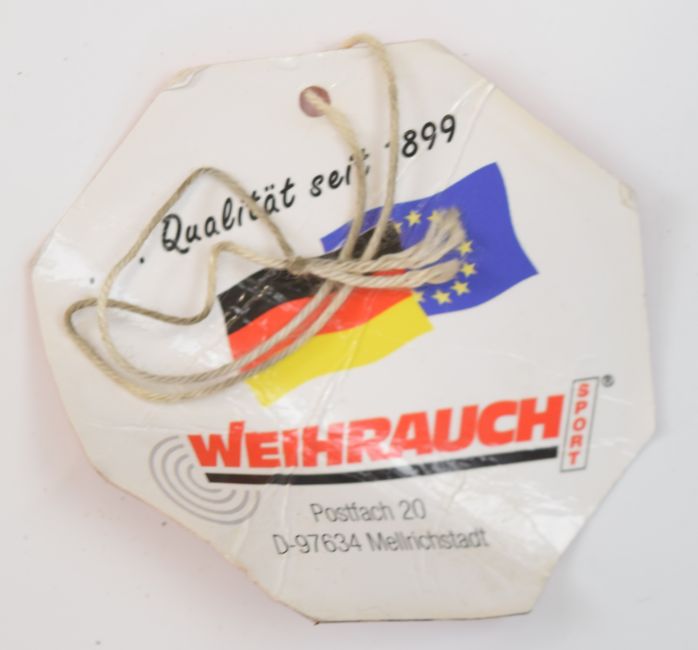 . . Qualität seit 1899
WEIHRAUCH SPORT ®
Postfach 20
D-97634 Mellrichstadt